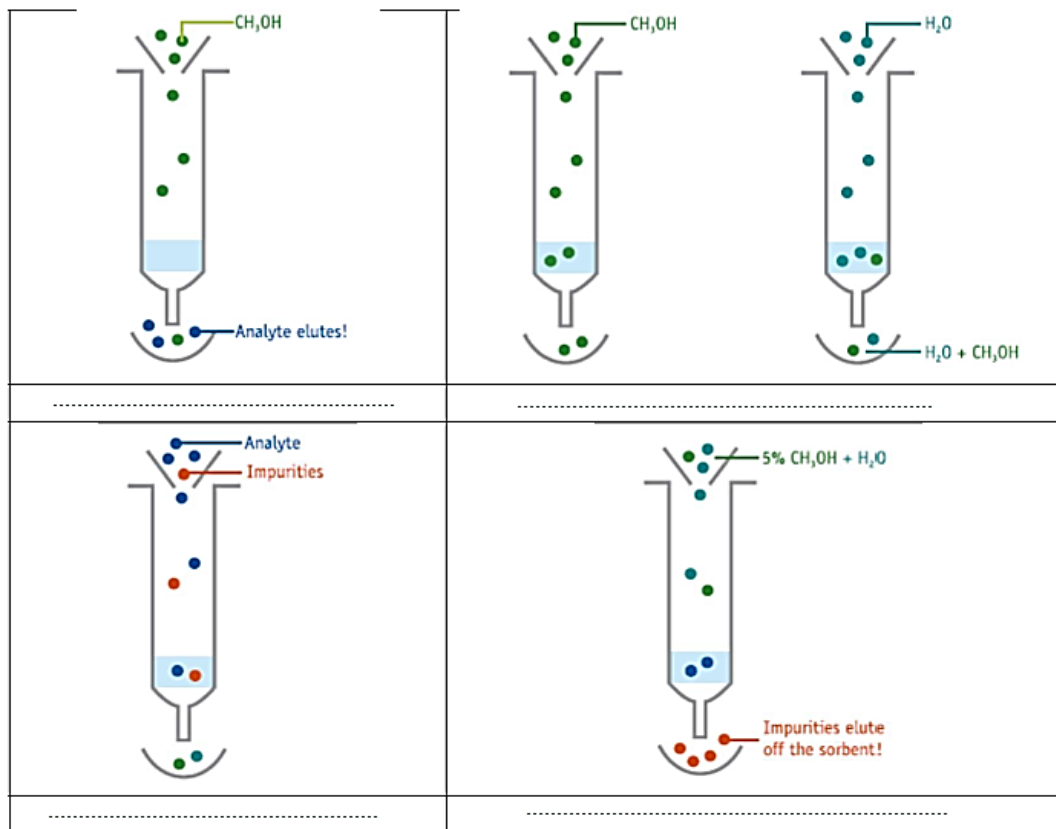 CH₃OH
Analyte elutes!
CH₃OH
H₂O
H₂O + CH₃OH
Analyte
Impurities
5% CH₃OH + H₂O
Impurities elute
off the sorbent!